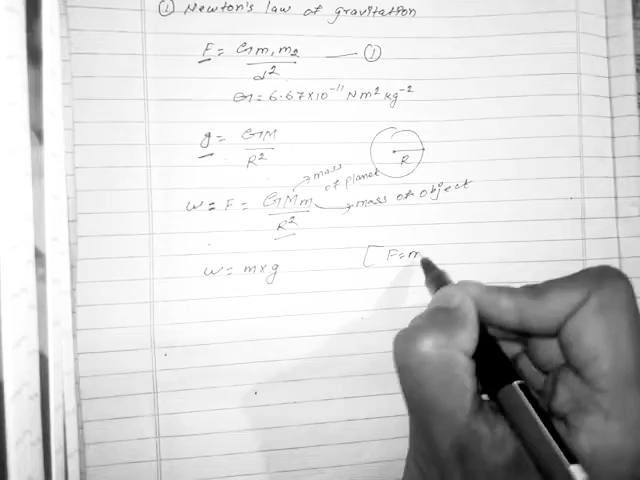 ① Newton's law of gravitation
F = Gm₁m₂ / d² — ①
G = 6.67×10⁻¹¹ Nm² kg⁻²
g = GM / R²
R
→ mass of planet
W = F = GMm / R² → mass of object
W = m×g [ F=m